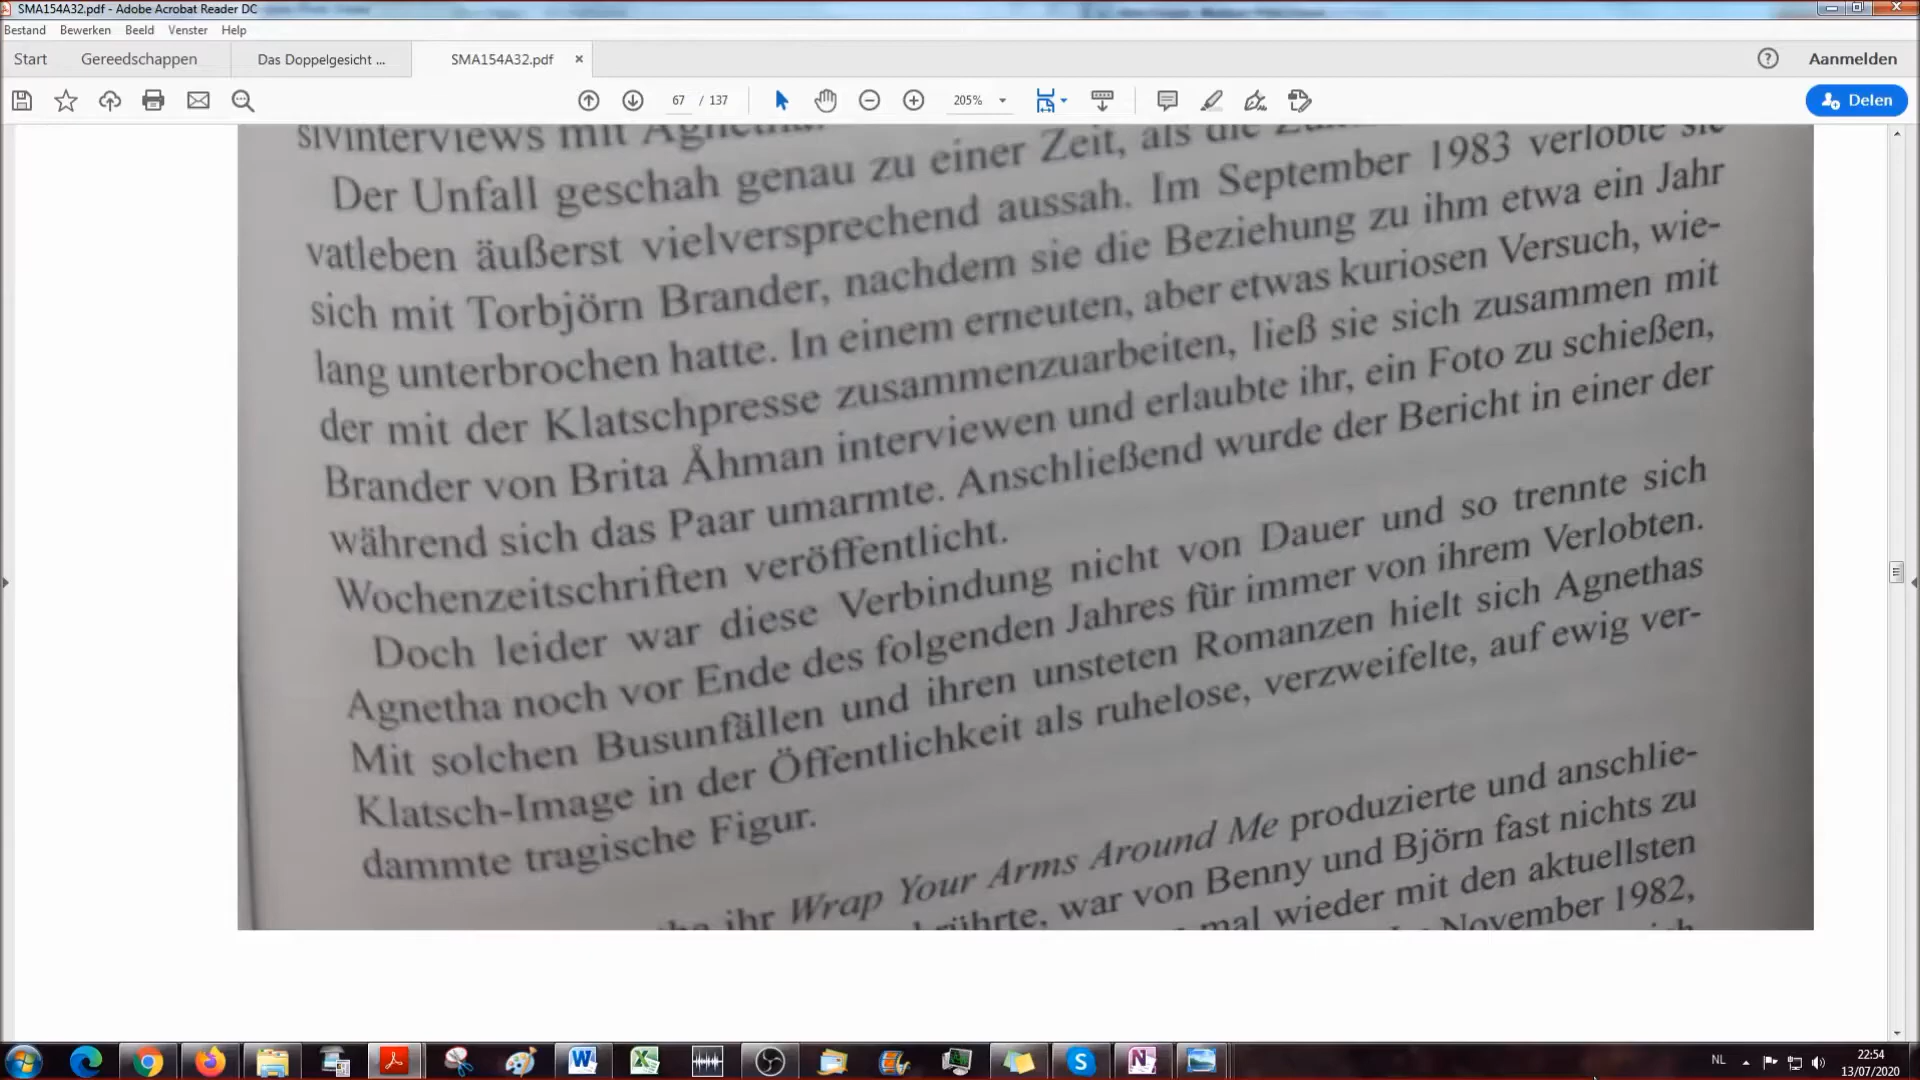 SMA154A32.pdf - Adobe Acrobat Reader DC
Bestand Bewerken Beeld Venster Help
Start Gereedschappen Das Doppelgesicht ... SMA154A32.pdf × Aanmelden
67 / 137 205% Delen
sivinterviews mit Agnetha.
Der Unfall geschah genau zu einer Zeit, als die
vatleben äußerst vielversprechend aussah. Im September 1983 verlobte sie
sich mit Torbjörn Brander, nachdem sie die Beziehung zu ihm etwa ein Jahr
lang unterbrochen hatte. In einem erneuten, aber etwas kuriosen Versuch, wie-
der mit der Klatschpresse zusammenzuarbeiten, ließ sie sich zusammen mit
Brander von Brita Åhman interviewen und erlaubte ihr, ein Foto zu schießen,
während sich das Paar umarmte. Anschließend wurde der Bericht in einer der
Wochenzeitschriften veröffentlicht.
Doch leider war diese Verbindung nicht von Dauer und so trennte sich
Agnetha noch vor Ende des folgenden Jahres für immer von ihrem Verlobten.
Mit solchen Busunfällen und ihren unsteten Romanzen hielt sich Agnethas
Klatsch-Image in der Öffentlichkeit als ruhelose, verzweifelte, auf ewig ver-
dammte tragische Figur.
ihr Wrap Your Arms Around Me produzierte und anschlie-
rührte, war von Benny und Björn fast nichts zu
mal wieder mit den aktuellsten
November 1982,
NL 22:54
13/07/2020